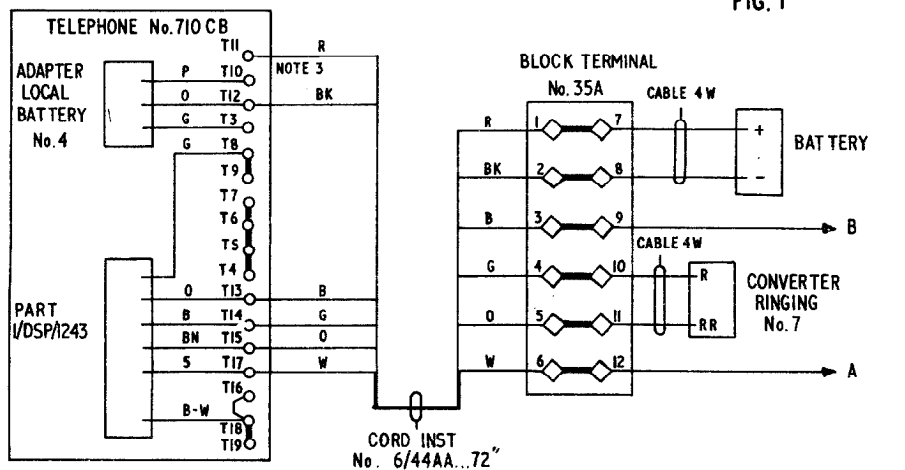 FIG. 1
TELEPHONE No. 710 CB
T11 R
ADAPTER LOCAL BATTERY No. 4
P T10 NOTE 3
O T12 BK
G T3
G T8
T9
T7
T6
T5
T4
PART 1/DSP/1243
O T13 B
B T14 G
BN T15 O
S T17 W
T16
B-W T18
T19
CORD INST
No. 6/44AA...72"
BLOCK TERMINAL
No. 35A
CABLE 4W
R 1 7 +
BATTERY
BK 2 8 -
B 3 9 B
CABLE 4W
G 4 10 R
CONVERTER
RINGING
No. 7
O 5 11 RR
W 6 12 A